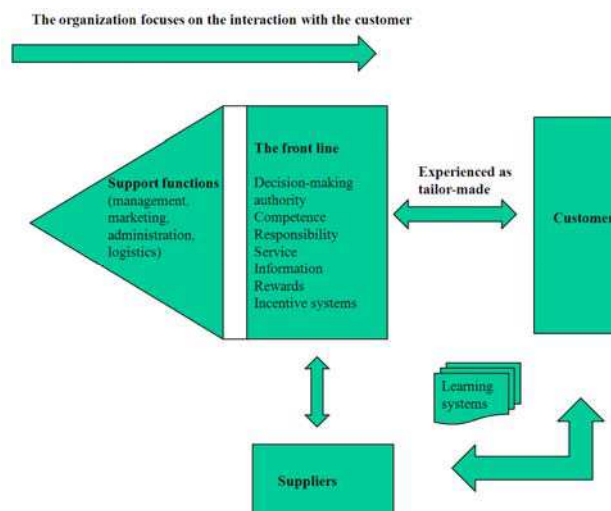 The organization focuses on the interaction with the customer
Support functions
(management,
marketing,
administration,
logistics)
The front line
Decision-making
authority
Competence
Responsibility
Service
Information
Rewards
Incentive systems
Experienced as
tailor-made
Customer
Learning
systems
Suppliers